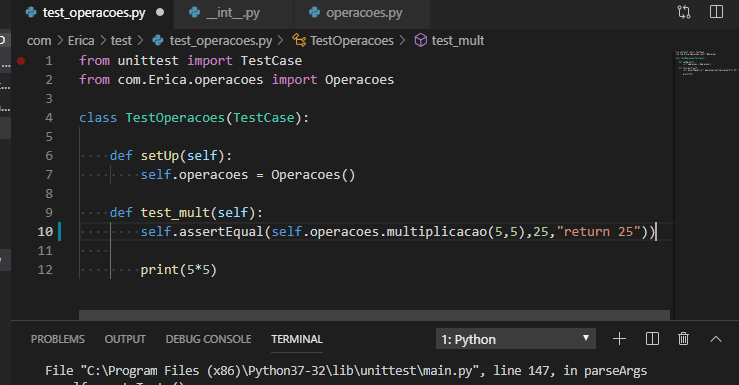 test_operacoes.py
__int__.py
operacoes.py
com > Erica > test > test_operacoes.py > TestOperacoes > test_mult
1 from unittest import TestCase
2 from com.Erica.operacoes import Operacoes
3
4 class TestOperacoes(TestCase):
5
6 def setUp(self):
7 self.operacoes = Operacoes()
8
9 def test_mult(self):
10 self.assertEqual(self.operacoes.multiplicacao(5,5),25,"return 25"))
11
12 print(5*5)
PROBLEMS OUTPUT DEBUG CONSOLE TERMINAL 1: Python
File "C:\Program Files (x86)\Python37-32\lib\unittest\main.py", line 147, in parseArgs